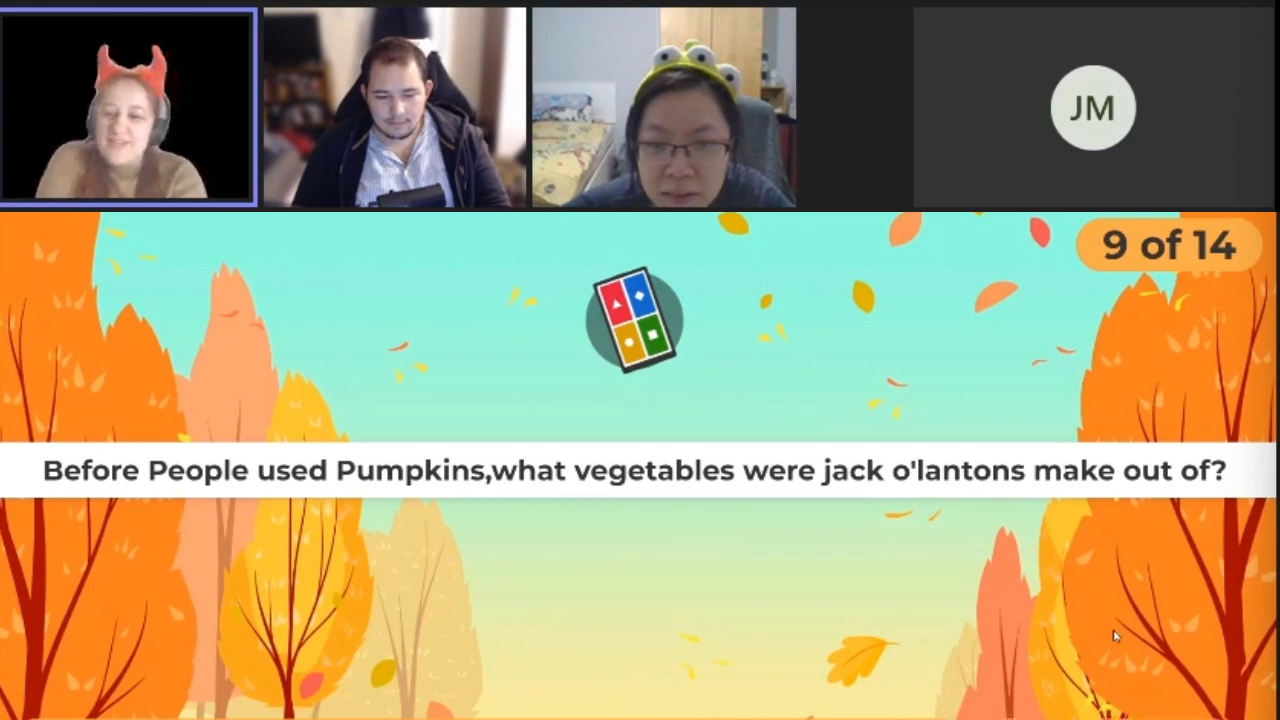 JM
9 of 14
Before People used Pumpkins,what vegetables were jack o'lantons make out of?